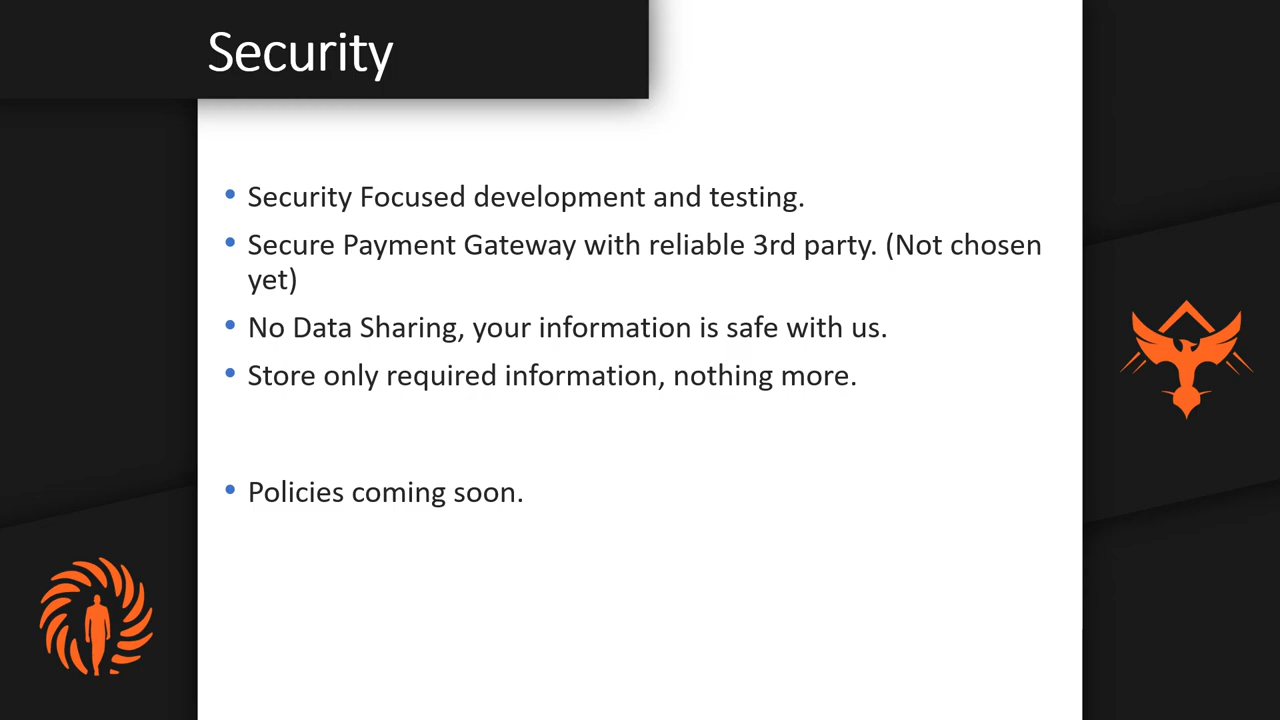 Security
• Security Focused development and testing.
• Secure Payment Gateway with reliable 3rd party. (Not chosen
yet)
• No Data Sharing, your information is safe with us.
• Store only required information, nothing more.
• Policies coming soon.